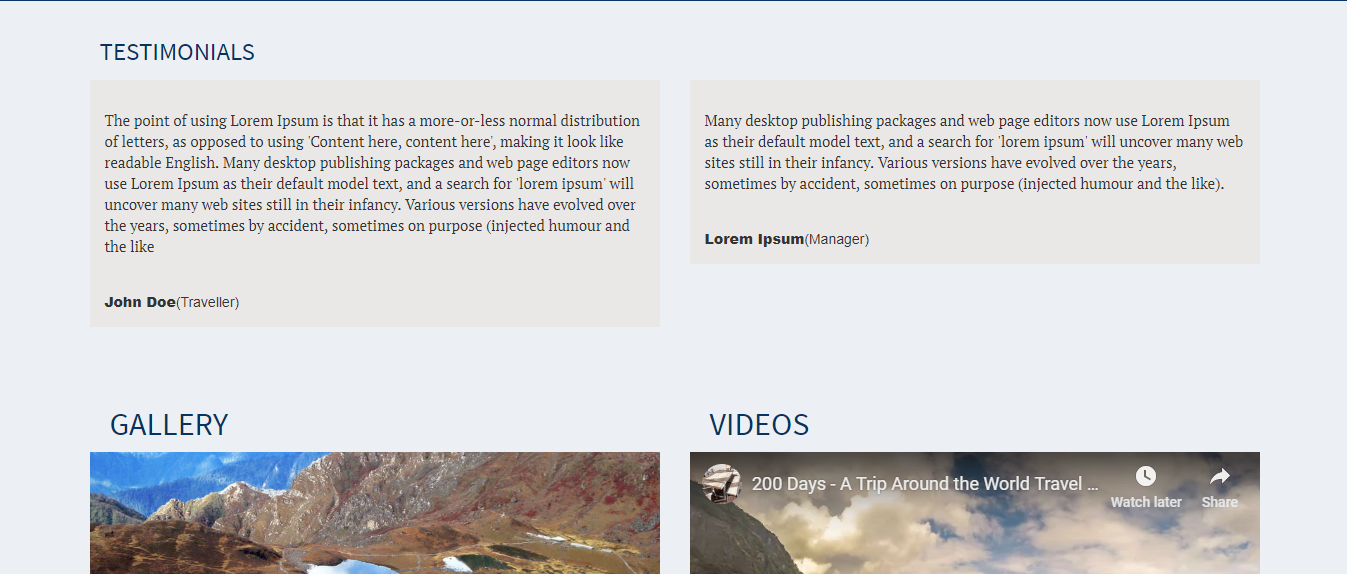 TESTIMONIALS
The point of using Lorem Ipsum is that it has a more-or-less normal distribution
of letters, as opposed to using 'Content here, content here', making it look like
readable English. Many desktop publishing packages and web page editors now
use Lorem Ipsum as their default model text, and a search for 'lorem ipsum' will
uncover many web sites still in their infancy. Various versions have evolved over
the years, sometimes by accident, sometimes on purpose (injected humour and
the like
John Doe(Traveller)
Many desktop publishing packages and web page editors now use Lorem Ipsum
as their default model text, and a search for 'lorem ipsum' will uncover many web
sites still in their infancy. Various versions have evolved over the years,
sometimes by accident, sometimes on purpose (injected humour and the like).
Lorem Ipsum(Manager)
GALLERY
VIDEOS
200 Days - A Trip Around the World Travel ...
Watch later
Share